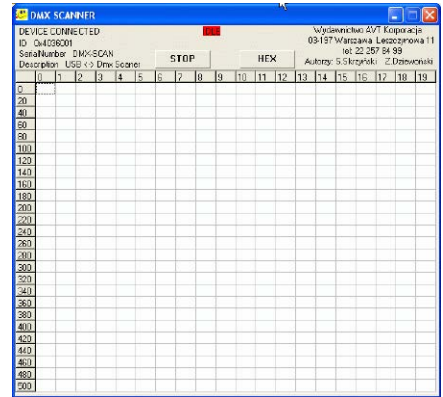 DMX SCANNER
DEVICE CONNECTED
IDLE
Wydawnictwo AVT Korporacja
ID 0x4036001
03-197 Warszawa Leszczynowa 11
SerialNumber DMX-SCAN
STOP
HEX
tel: 22 257 84 99
Description USB <-> Dmx Scaner
Autorzy: S.Skrzyński Z.Dziewoński
0 1 2 3 4 5 6 7 8 9 10 11 12 13 14 15 16 17 18 19
0
20
40
60
80
100
120
140
160
180
200
220
240
260
280
300
320
340
360
380
400
420
440
460
480
500